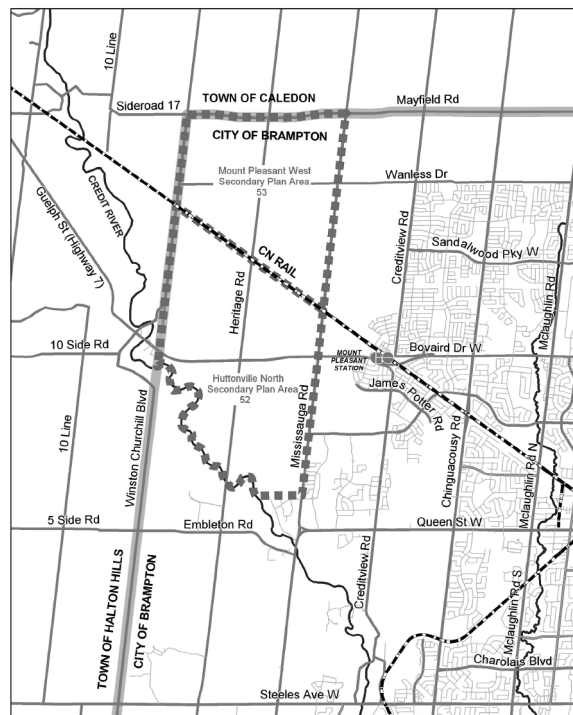 10 Line
TOWN OF CALEDON
Mayfield Rd
Sideroad 17
CITY OF BRAMPTON
Mount Pleasant West
Secondary Plan Area
53
Wanless Dr
CREDIT RIVER
Guelph St (Highway 7)
CN RAIL
Creditview Rd
Sandalwood Pky W
Heritage Rd
Mclaughlin Rd
10 Side Rd
MOUNT
PLEASANT
STATION
Bovaird Dr W
James Potter Rd
Huttonville North
Secondary Plan Area
52
Winston Churchill Blvd
Mississauga Rd
10 Line
Chinguacousy Rd
Mclaughlin Rd N
5 Side Rd
Embleton Rd
Queen St W
Creditview Rd
TOWN OF HALTON HILLS
CITY OF BRAMPTON
Mclaughlin Rd S
Charolais Blvd
Steeles Ave W